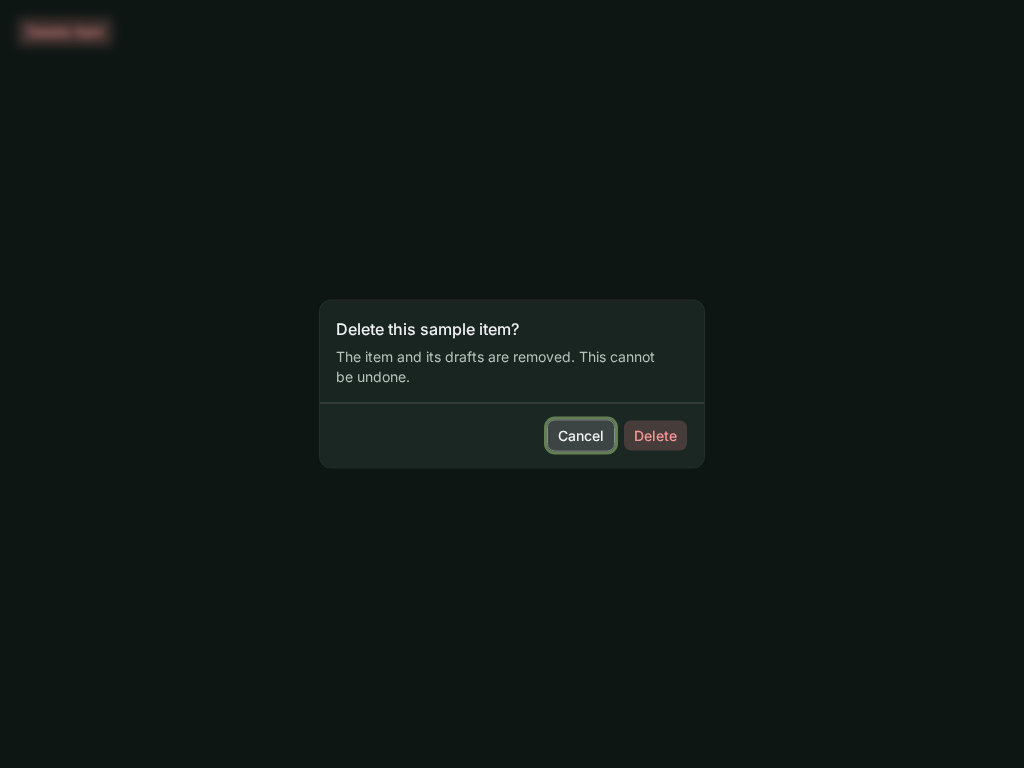 Delete this sample item?
The item and its drafts are removed. This cannot
be undone.
Cancel
Delete